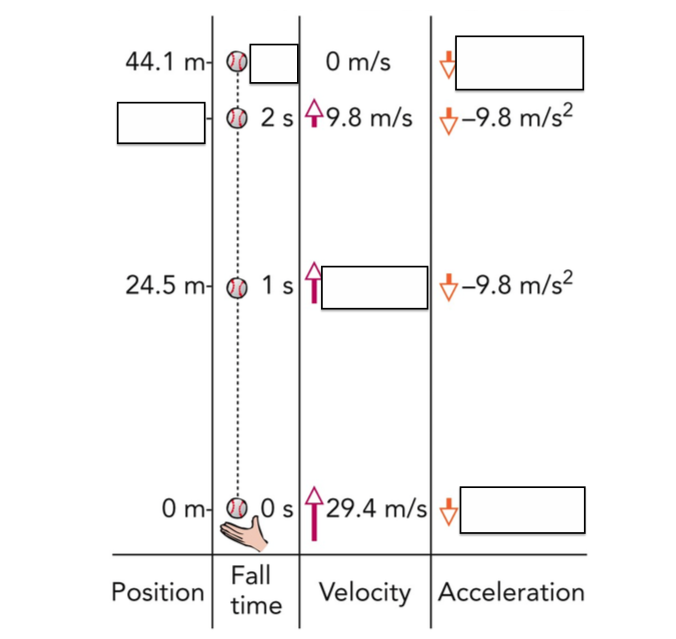 44.1 m 0 m/s
2 s 9.8 m/s –9.8 m/s²
24.5 m 1 s –9.8 m/s²
0 m 0 s 29.4 m/s
Position Fall time Velocity Acceleration